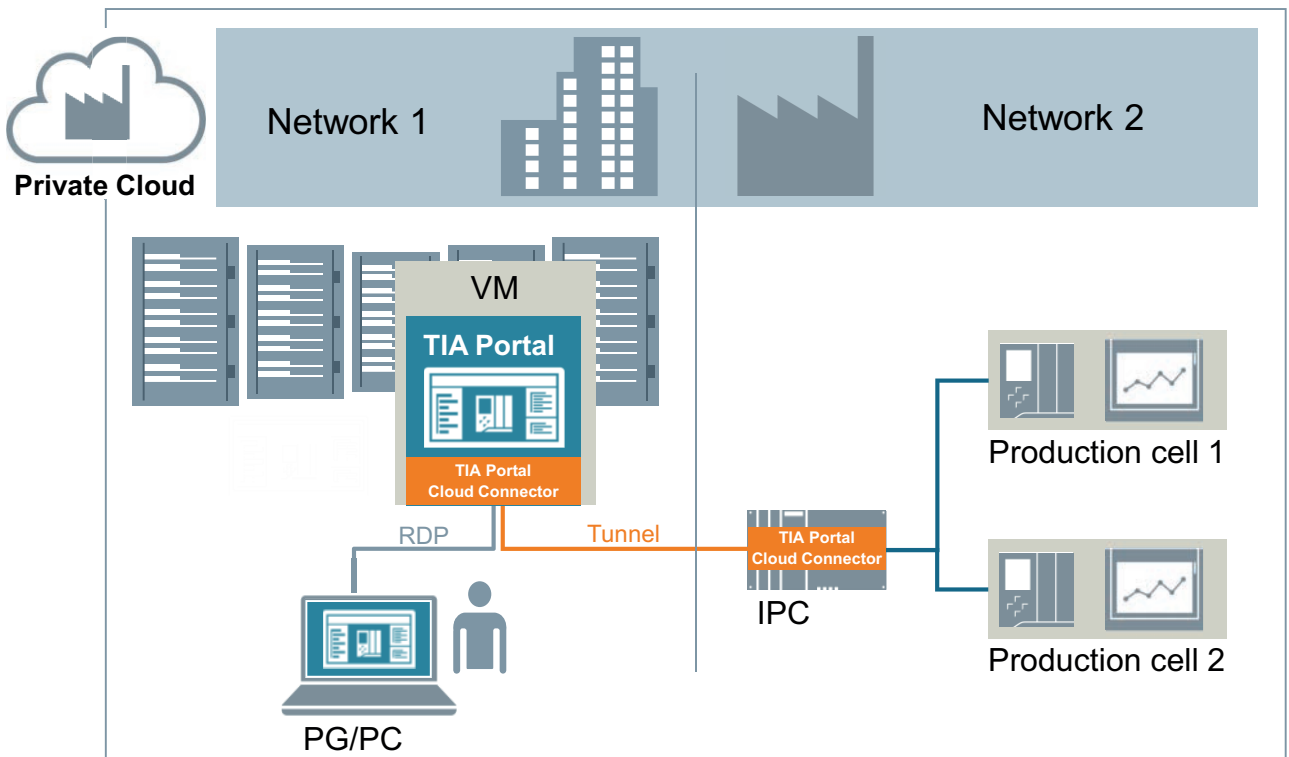 Network 1
Network 2
Private Cloud
VM
TIA Portal
TIA Portal
Cloud Connector
RDP
Tunnel
TIA Portal
Cloud Connector
IPC
Production cell 1
Production cell 2
PG/PC